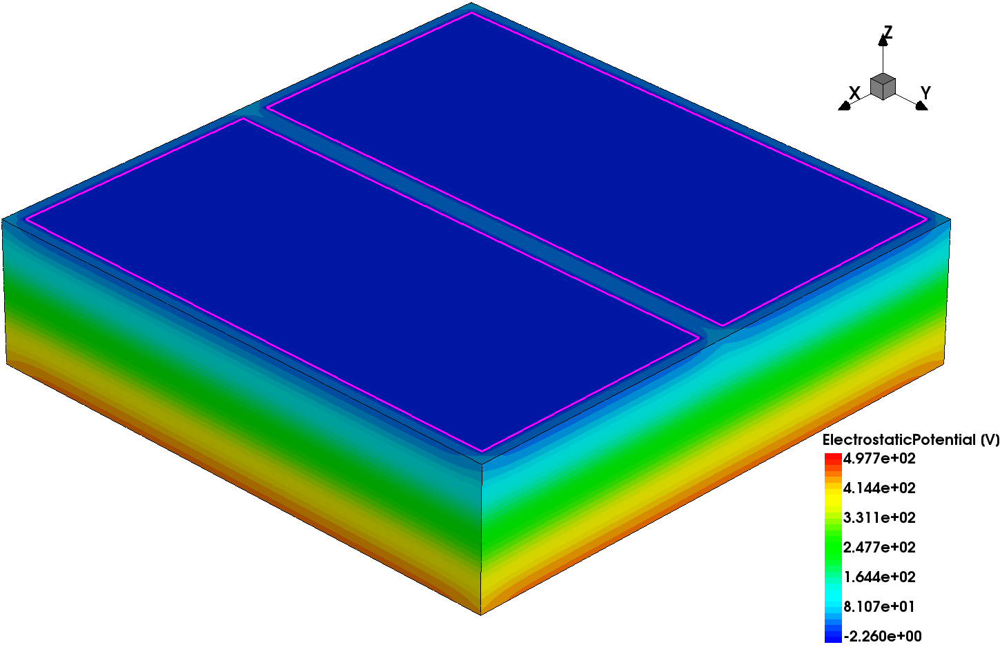 Z
X
Y
ElectrostaticPotential (V)
4.977e+02
4.144e+02
3.311e+02
2.477e+02
1.644e+02
8.107e+01
-2.260e+00